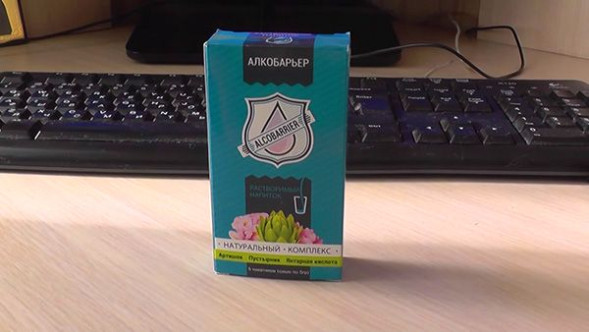 АЛКОБАРЬЕР
ALCOBARRIER
РАСТВОРИМЫЙ
НАПИТОК
НАТУРАЛЬНЫЙ • КОМПЛЕКС
Артишок Пустырник Янтарная кислота